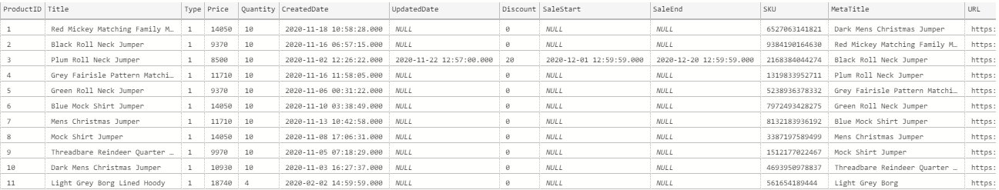 ProductID Title Type Price Quantity CreatedDate UpdatedDate Discount SaleStart SaleEnd SKU MetaTitle URL
1 Red Mickey Matching Family M… 1 14050 10 2020-11-18 10:58:28.000 NULL 0 NULL NULL 6527063141821 Dark Mens Christmas Jumper https:
2 Black Roll Neck Jumper 1 9370 10 2020-11-16 06:57:15.000 NULL 0 NULL NULL 9384190164630 Red Mickey Matching Family M… https:
3 Plum Roll Neck Jumper 1 8500 10 2020-11-02 12:26:22.000 2020-11-22 12:57:00.000 20 2020-12-01 12:59:59.000 2020-12-20 12:59:59.000 2168384044274 Black Roll Neck Jumper https:
4 Grey Fairisle Pattern Matchi… 1 11710 10 2020-11-16 11:58:05.000 NULL 0 NULL NULL 1319833952711 Plum Roll Neck Jumper https:
5 Green Roll Neck Jumper 1 9370 10 2020-11-06 00:31:22.000 NULL 0 NULL NULL 5238936378332 Grey Fairisle Pattern Matchi… https:
6 Blue Mock Shirt Jumper 1 14050 10 2020-11-10 03:38:49.000 NULL 0 NULL NULL 7972493428275 Green Roll Neck Jumper https:
7 Mens Christmas Jumper 1 11710 10 2020-11-13 10:42:58.000 NULL 0 NULL NULL 8132183936192 Blue Mock Shirt Jumper https:
8 Mock Shirt Jumper 1 14050 10 2020-11-08 17:06:31.000 NULL 0 NULL NULL 3387197589499 Mens Christmas Jumper https:
9 Threadbare Reindeer Quarter … 1 9970 10 2020-11-05 07:18:29.000 NULL 0 NULL NULL 1512177022467 Mock Shirt Jumper https:
10 Dark Mens Christmas Jumper 1 10930 10 2020-11-03 16:27:37.000 NULL 0 NULL NULL 4693950978837 Threadbare Reindeer Quarter … https:
11 Light Grey Borg Lined Hoody 1 18740 4 2020-02-02 14:59:59.000 NULL 0 NULL NULL 561654189444 Light Grey Borg https: